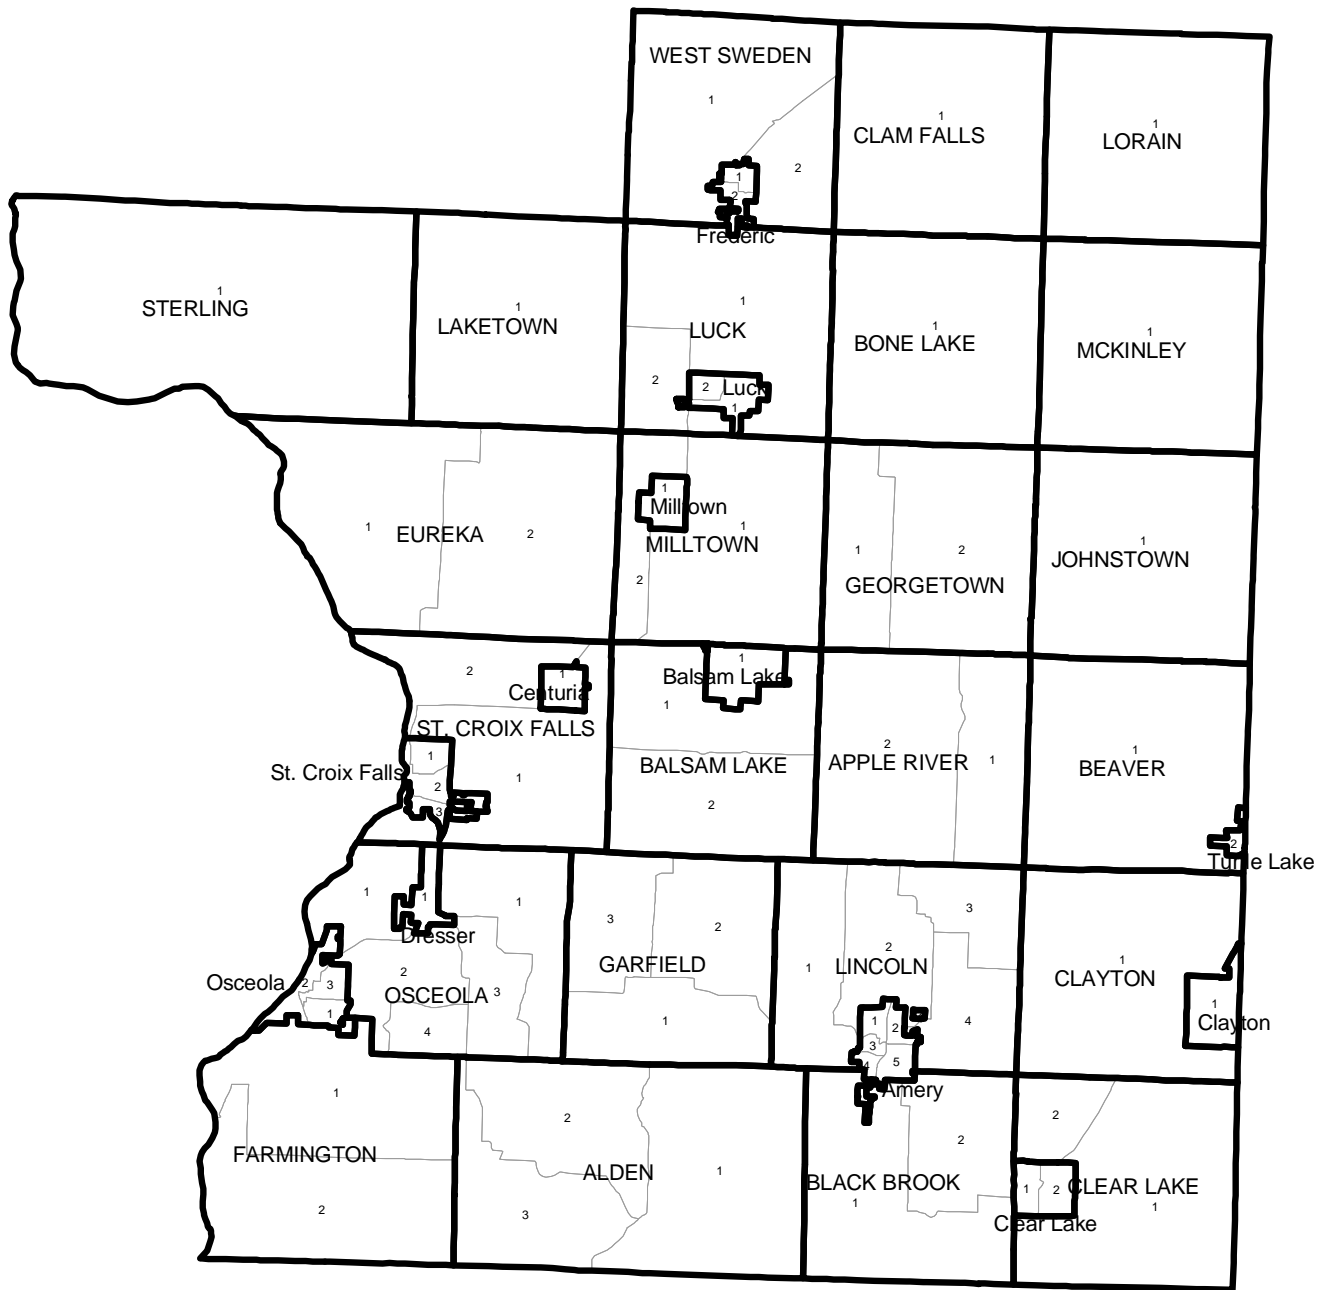 WEST SWEDEN
1
1
CLAM FALLS
1
LORAIN
2
1
2
Frederic
1
STERLING
1
LAKETOWN
1
LUCK
1
BONE LAKE
1
MCKINLEY
2
2
Luck
1
1
Milltown
1
EUREKA
2
1
MILLTOWN
2
1
2
GEORGETOWN
1
JOHNSTOWN
2
1
Centuria
ST. CROIX FALLS
1
Balsam Lake
1
BALSAM LAKE
2
2
APPLE RIVER
1
1
BEAVER
St. Croix Falls
1
2
3
1
2
Turtle Lake
1
1
Dresser
1
3
2
GARFIELD
1
3
2
LINCOLN
1
4
1
CLAYTON
1
Clayton
Osceola
2
3
1
2
OSCEOLA
3
4
1
2
3
4
5
Amery
1
FARMINGTON
2
2
ALDEN
1
3
2
BLACK BROOK
1
2
1
2
CLEAR LAKE
1
Clear Lake